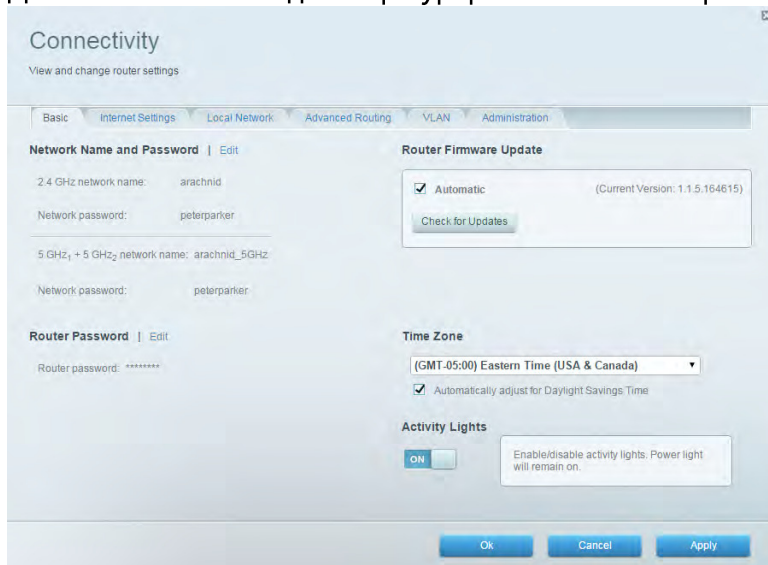 Connectivity
View and change router settings
Basic Internet Settings Local Network Advanced Routing VLAN Administration
Network Name and Password | Edit
2.4 GHz network name: arachnid
Network password: peterparker
5 GHz₁ + 5 GHz₂ network name: arachnid_5GHz
Network password: peterparker
Router Password | Edit
Router password: ********
Router Firmware Update
Automatic (Current Version: 1.1.5.164615)
Check for Updates
Time Zone
(GMT-05:00) Eastern Time (USA & Canada)
Automatically adjust for Daylight Savings Time
Activity Lights
ON
Enable/disable activity lights. Power light
will remain on.
Ok Cancel Apply